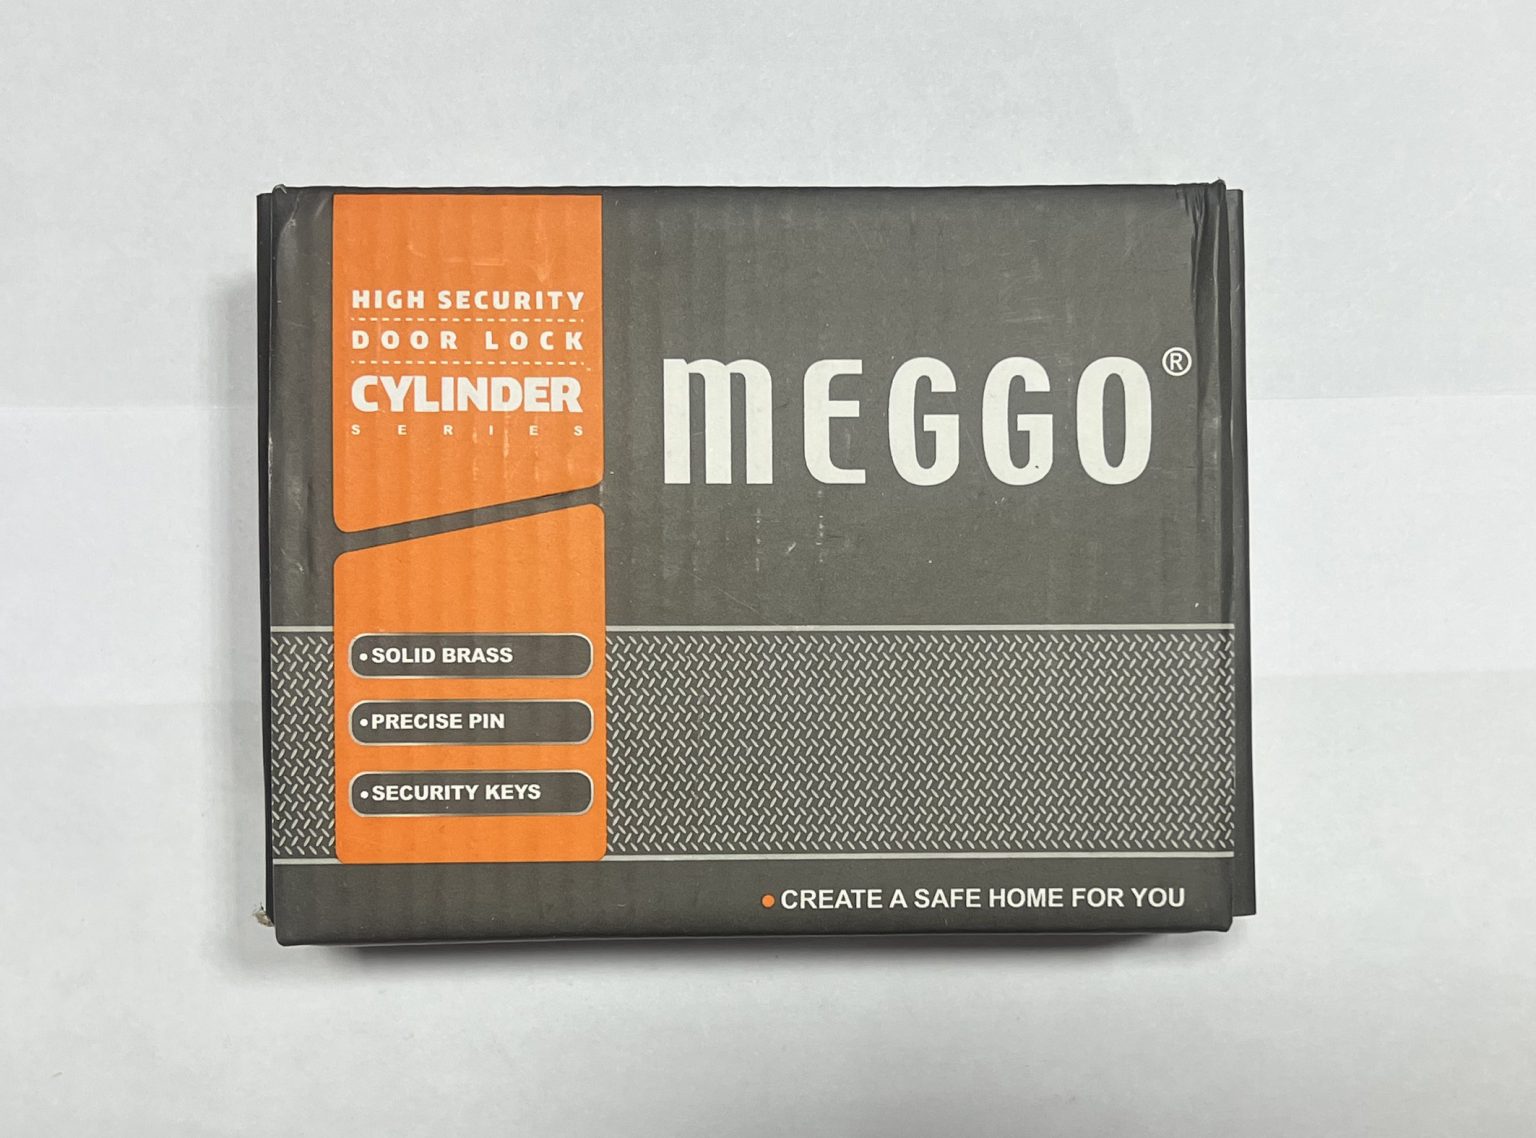 HIGH SECURITY
DOOR LOCK
CYLINDER
SERIES
MEGGO®
•SOLID BRASS
•PRECISE PIN
•SECURITY KEYS
•CREATE A SAFE HOME FOR YOU